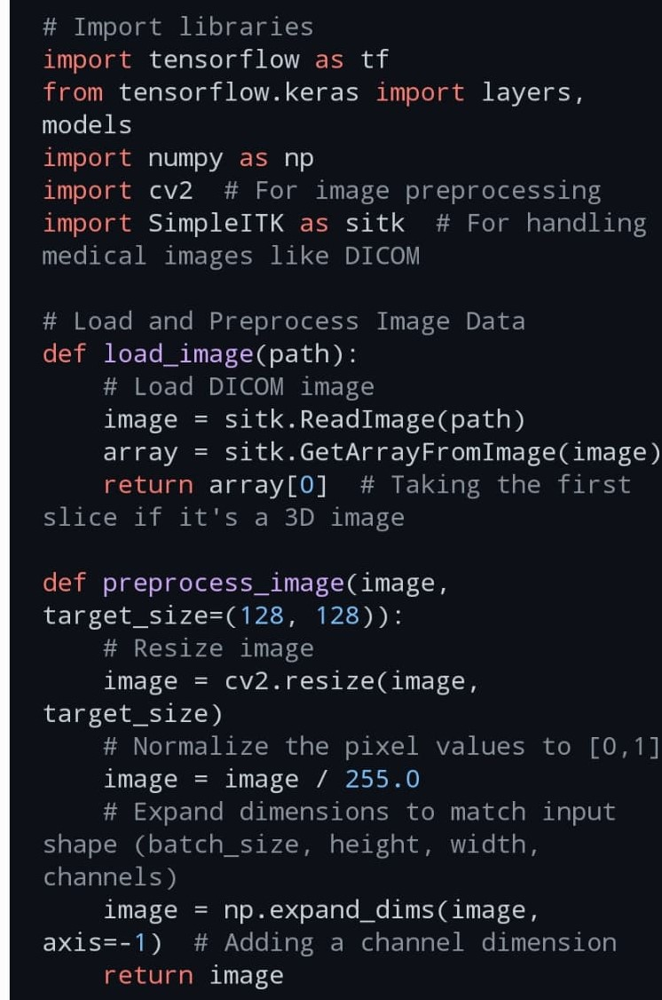 # Import libraries
import tensorflow as tf
from tensorflow.keras import layers,
models
import numpy as np
import cv2  # For image preprocessing
import SimpleITK as sitk  # For handling
medical images like DICOM

# Load and Preprocess Image Data
def load_image(path):
    # Load DICOM image
    image = sitk.ReadImage(path)
    array = sitk.GetArrayFromImage(image)
    return array[0]  # Taking the first
slice if it's a 3D image

def preprocess_image(image,
target_size=(128, 128)):
    # Resize image
    image = cv2.resize(image,
target_size)
    # Normalize the pixel values to [0,1]
    image = image / 255.0
    # Expand dimensions to match input
shape (batch_size, height, width,
channels)
    image = np.expand_dims(image,
axis=-1)  # Adding a channel dimension
    return image